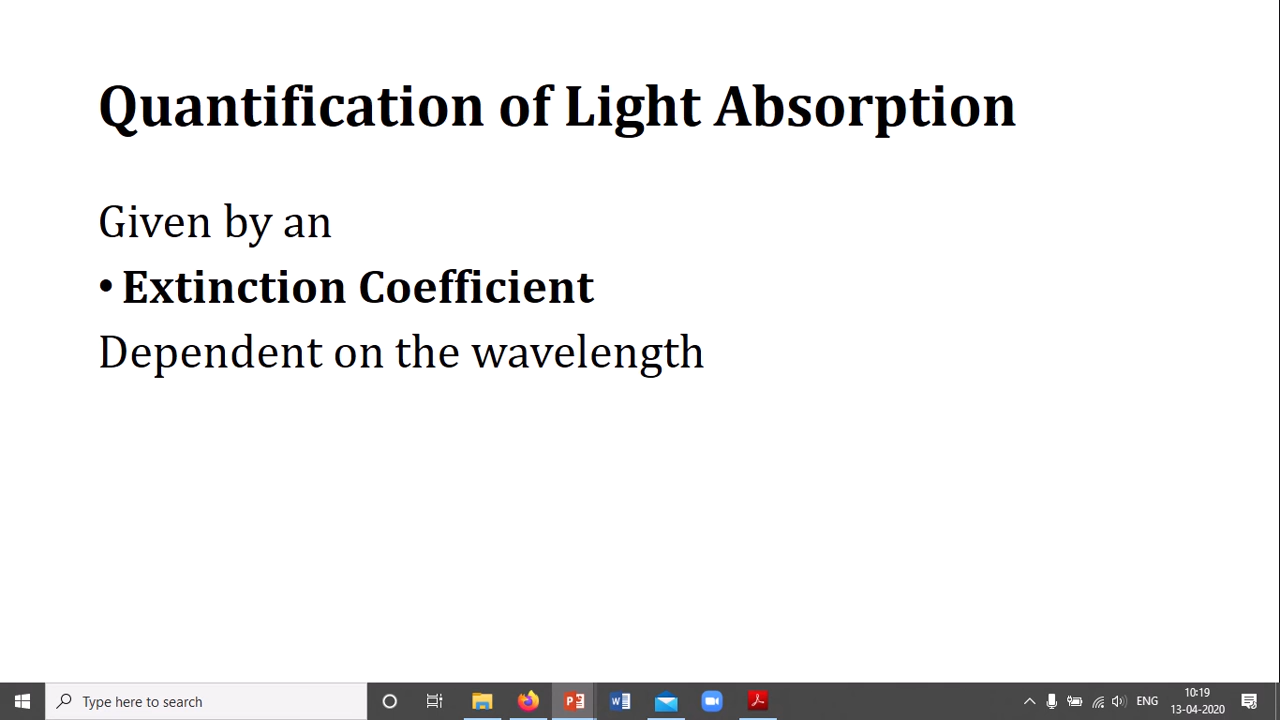 Quantification of Light Absorption
Given by an
• Extinction Coefficient
Dependent on the wavelength
Type here to search
ENG
10:19
13-04-2020